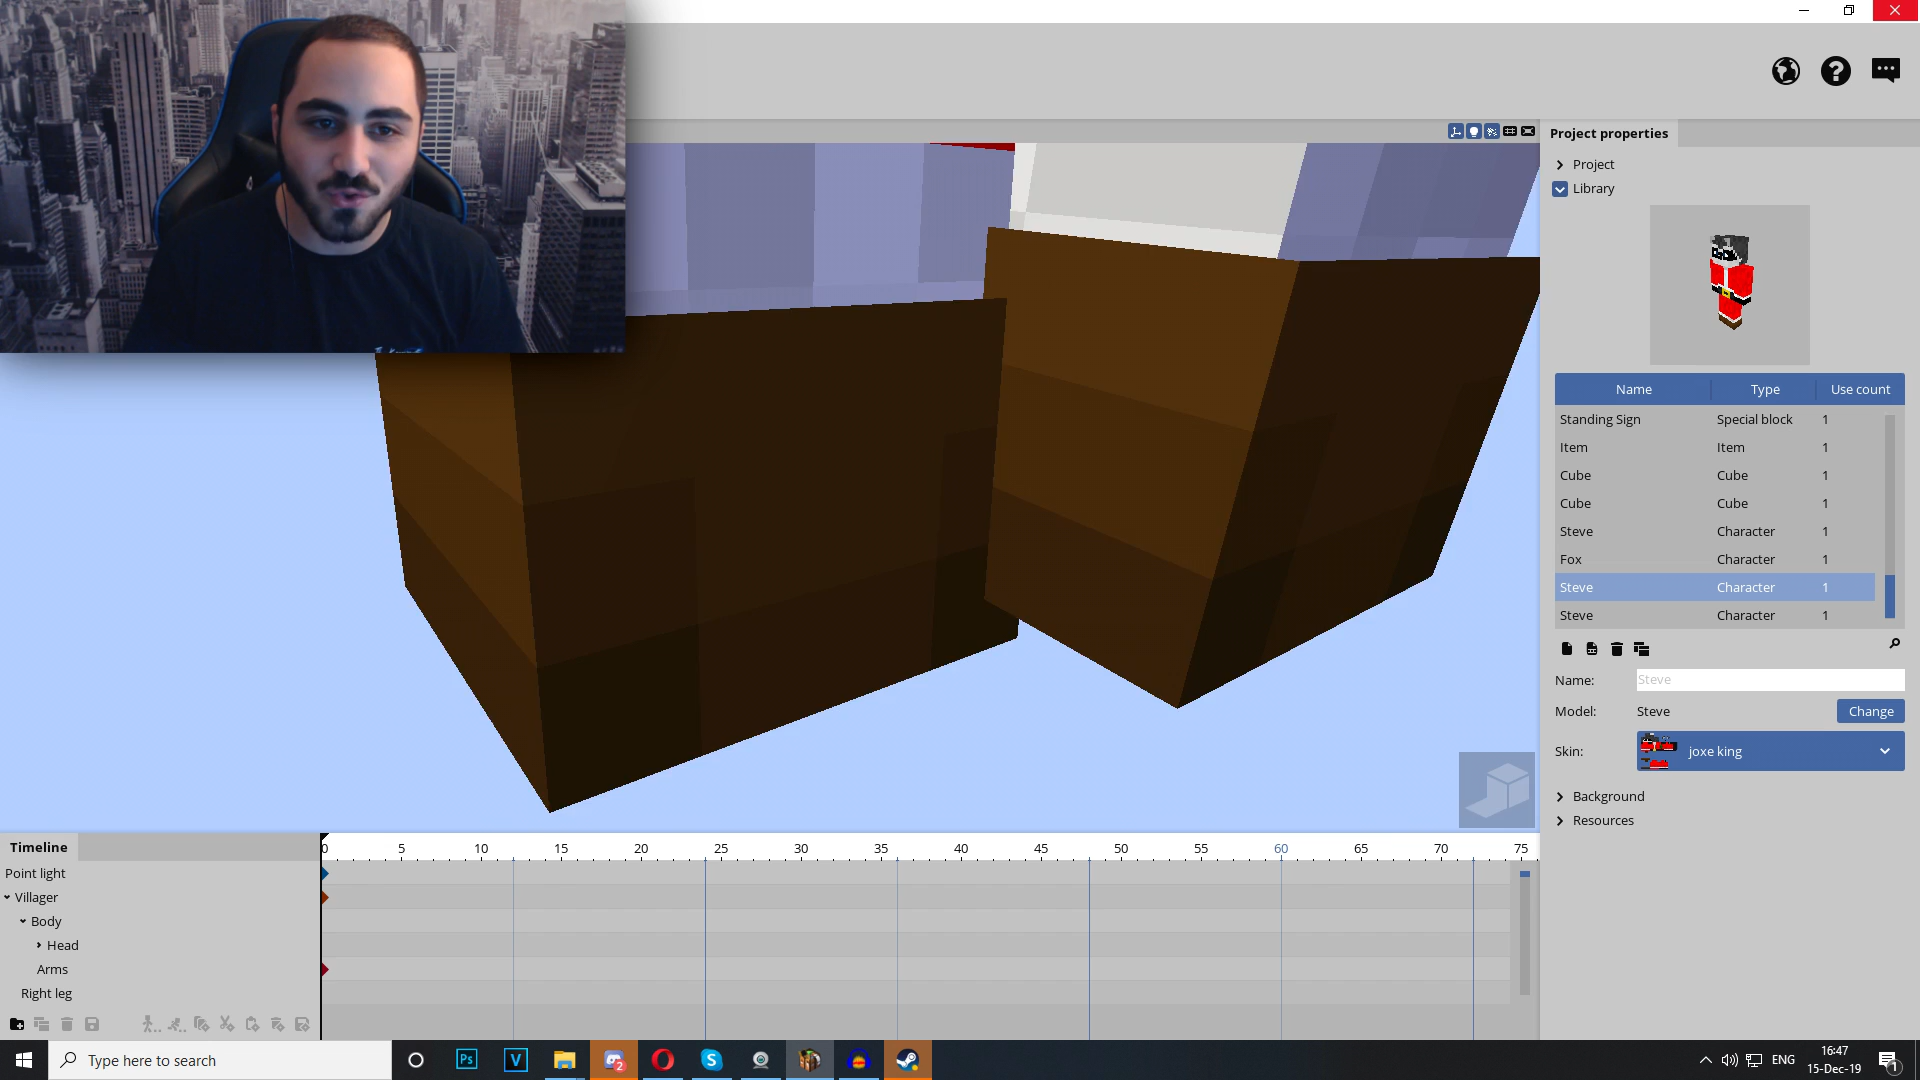 Project properties
Project
Library
Name Type Use count
Standing Sign Special block 1
Item Item 1
Cube Cube 1
Cube Cube 1
Steve Character 1
Fox Character 1
Steve Character 1
Steve Character 1
Name: Steve
Model: Steve Change
Skin: joxe king
Background
Resources
Timeline
0 5 10 15 20 25 30 35 40 45 50 55 60 65 70 75
Point light
Villager
Body
Head
Arms
Right leg
Type here to search
Ps
V
2
S
ENG
16:47
15-Dec-19
1